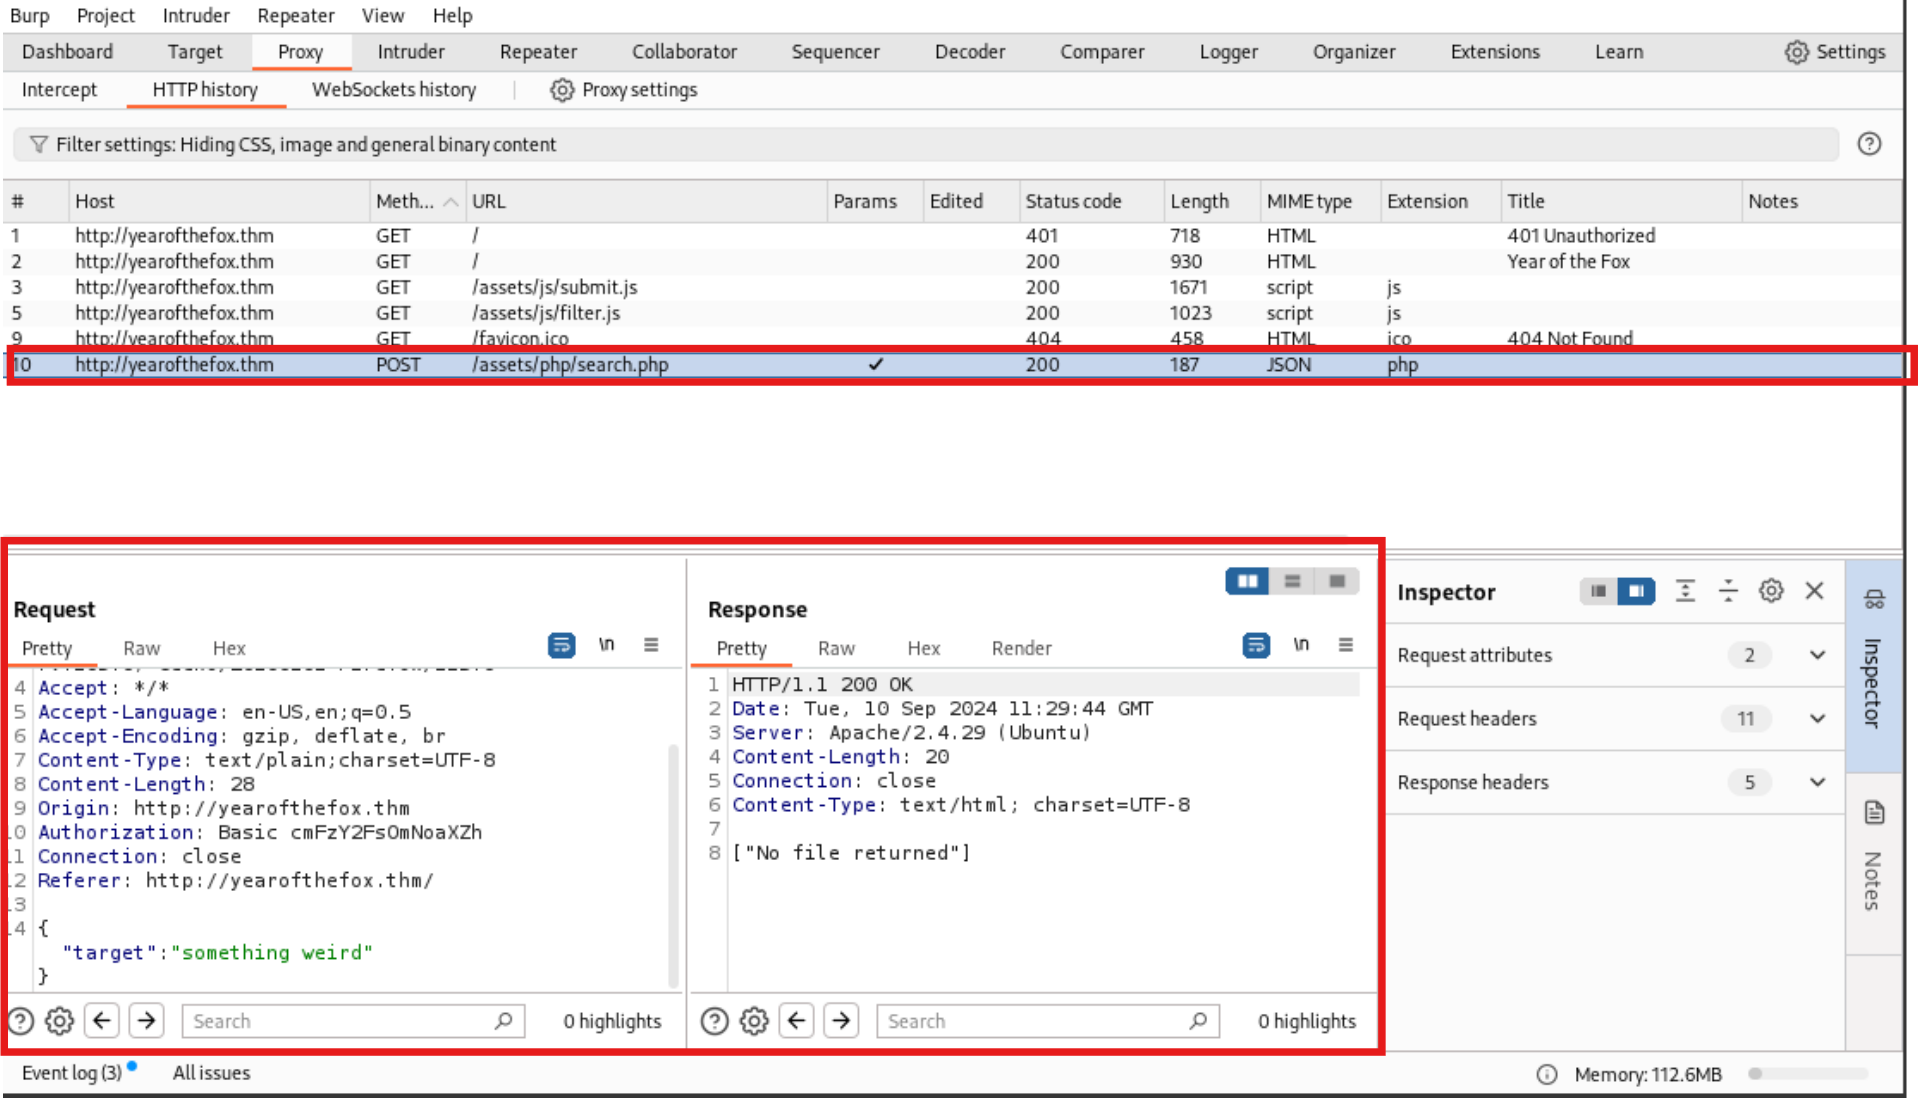 Burp Project Intruder Repeater View Help
Dashboard Target Proxy Intruder Repeater Collaborator Sequencer Decoder Comparer Logger Organizer Extensions Learn Settings
Intercept HTTP history WebSockets history Proxy settings
Filter settings: Hiding CSS, image and general binary content
# Host Meth... URL Params Edited Status code Length MIME type Extension Title Notes
1 http://yearofthefox.thm GET / 401 718 HTML 401 Unauthorized
2 http://yearofthefox.thm GET / 200 930 HTML Year of the Fox
3 http://yearofthefox.thm GET /assets/js/submit.js 200 1671 script js
5 http://yearofthefox.thm GET /assets/js/filter.js 200 1023 script js
9 http://yearofthefox.thm GET /favicon.ico 404 458 HTML ico 404 Not Found
10 http://yearofthefox.thm POST /assets/php/search.php ✓ 200 187 JSON php
Request
Pretty Raw Hex \n
4 Accept: */*
5 Accept-Language: en-US,en;q=0.5
6 Accept-Encoding: gzip, deflate, br
7 Content-Type: text/plain;charset=UTF-8
8 Content-Length: 28
9 Origin: http://yearofthefox.thm
10 Authorization: Basic cmFzY2FsOmNoaXZh
11 Connection: close
12 Referer: http://yearofthefox.thm/
13
14 {
"target":"something weird"
}
Search 0 highlights
Response
Pretty Raw Hex Render \n
1 HTTP/1.1 200 OK
2 Date: Tue, 10 Sep 2024 11:29:44 GMT
3 Server: Apache/2.4.29 (Ubuntu)
4 Content-Length: 20
5 Connection: close
6 Content-Type: text/html; charset=UTF-8
7
8 ["No file returned"]
Search 0 highlights
Inspector
Request attributes 2
Request headers 11
Response headers 5
Inspector
Notes
Event log (3) All issues Memory: 112.6MB